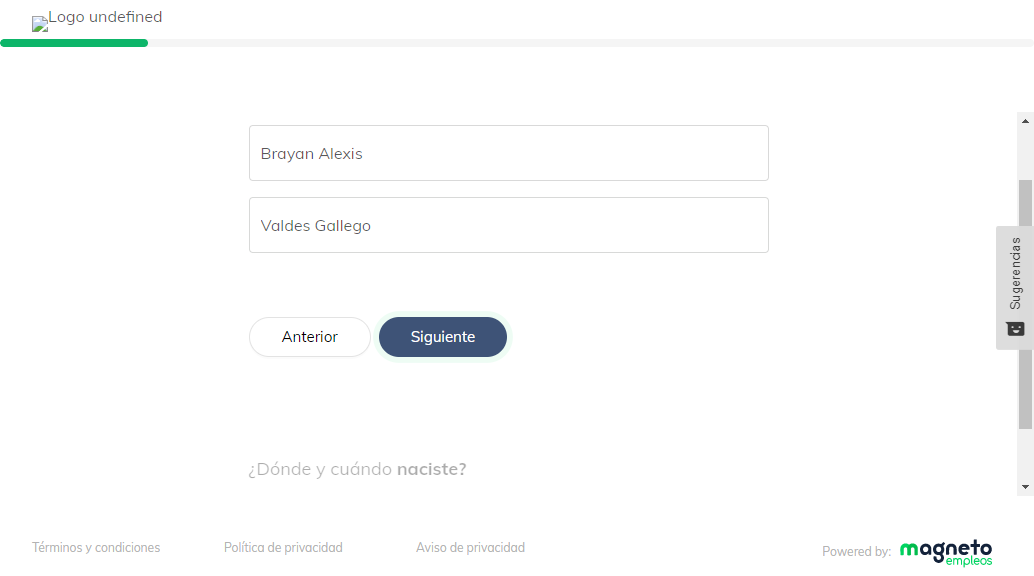 Logo undefined
Brayan Alexis
Valdes Gallego
Sugerencias
Anterior
Siguiente
¿Dónde y cuándo naciste?
Términos y condiciones
Política de privacidad
Aviso de privacidad
Powered by:
magneto
empleos